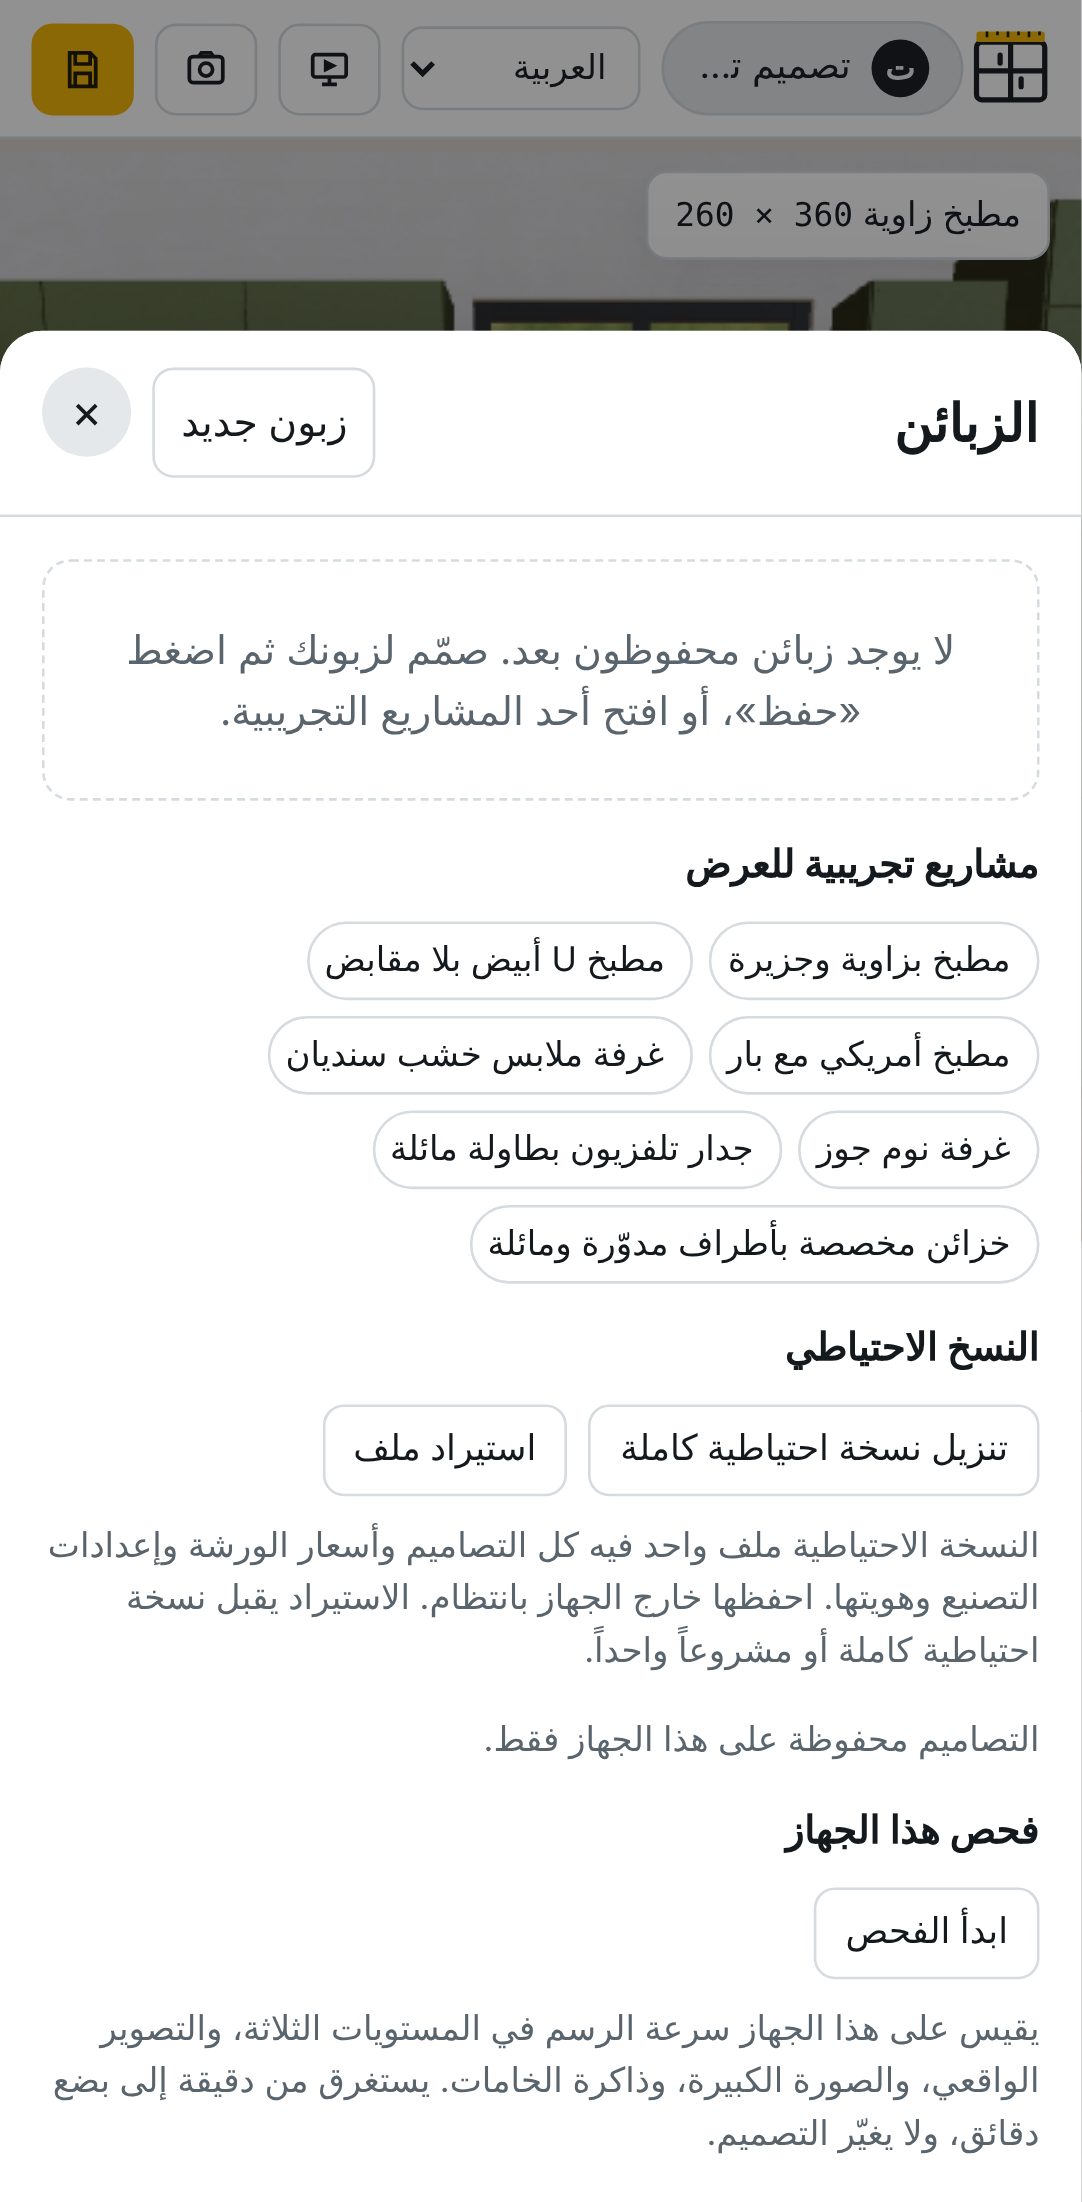 ت تصميم ت...
العربية
مطبخ زاوية 360 × 260
الزبائن
زبون جديد
×
لا يوجد زبائن محفوظون بعد. صمّم لزبونك ثم اضغط
«حفظ»، أو افتح أحد المشاريع التجريبية.
مشاريع تجريبية للعرض
مطبخ بزاوية وجزيرة
مطبخ U أبيض بلا مقابض
مطبخ أمريكي مع بار
غرفة ملابس خشب سنديان
غرفة نوم جوز
جدار تلفزيون بطاولة مائلة
خزائن مخصصة بأطراف مدوّرة ومائلة
النسخ الاحتياطي
تنزيل نسخة احتياطية كاملة
استيراد ملف
النسخة الاحتياطية ملف واحد فيه كل التصاميم وأسعار الورشة وإعدادات
التصنيع وهويتها. احفظها خارج الجهاز بانتظام. الاستيراد يقبل نسخة
احتياطية كاملة أو مشروعاً واحداً.
التصاميم محفوظة على هذا الجهاز فقط.
فحص هذا الجهاز
ابدأ الفحص
يقيس على هذا الجهاز سرعة الرسم في المستويات الثلاثة، والتصوير
الواقعي، والصورة الكبيرة، وذاكرة الخامات. يستغرق من دقيقة إلى بضع
دقائق، ولا يغيّر التصميم.